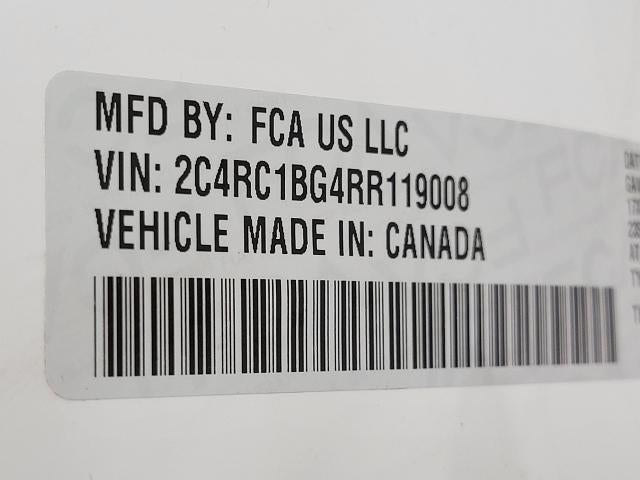 MFD BY: FCA US LLC
VIN: 2C4RC1BG4RR119008
VEHICLE MADE IN: CANADA